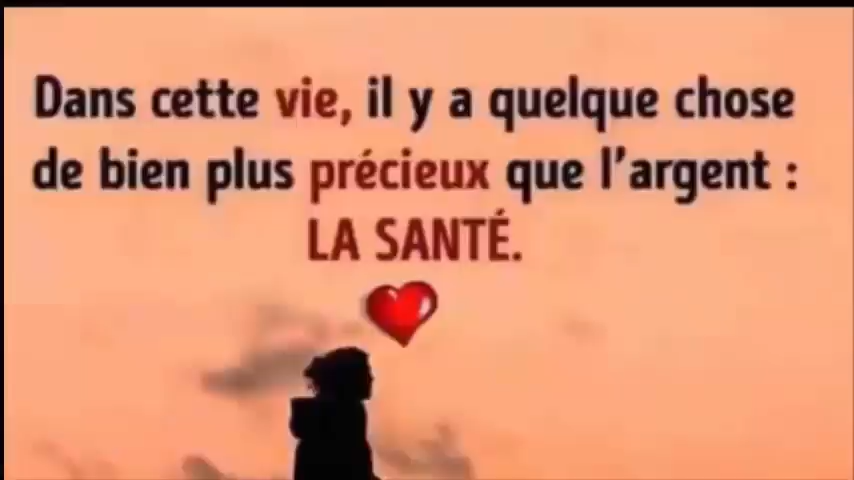 Dans cette vie, il y a quelque chose
de bien plus précieux que l'argent :
LA SANTÉ.